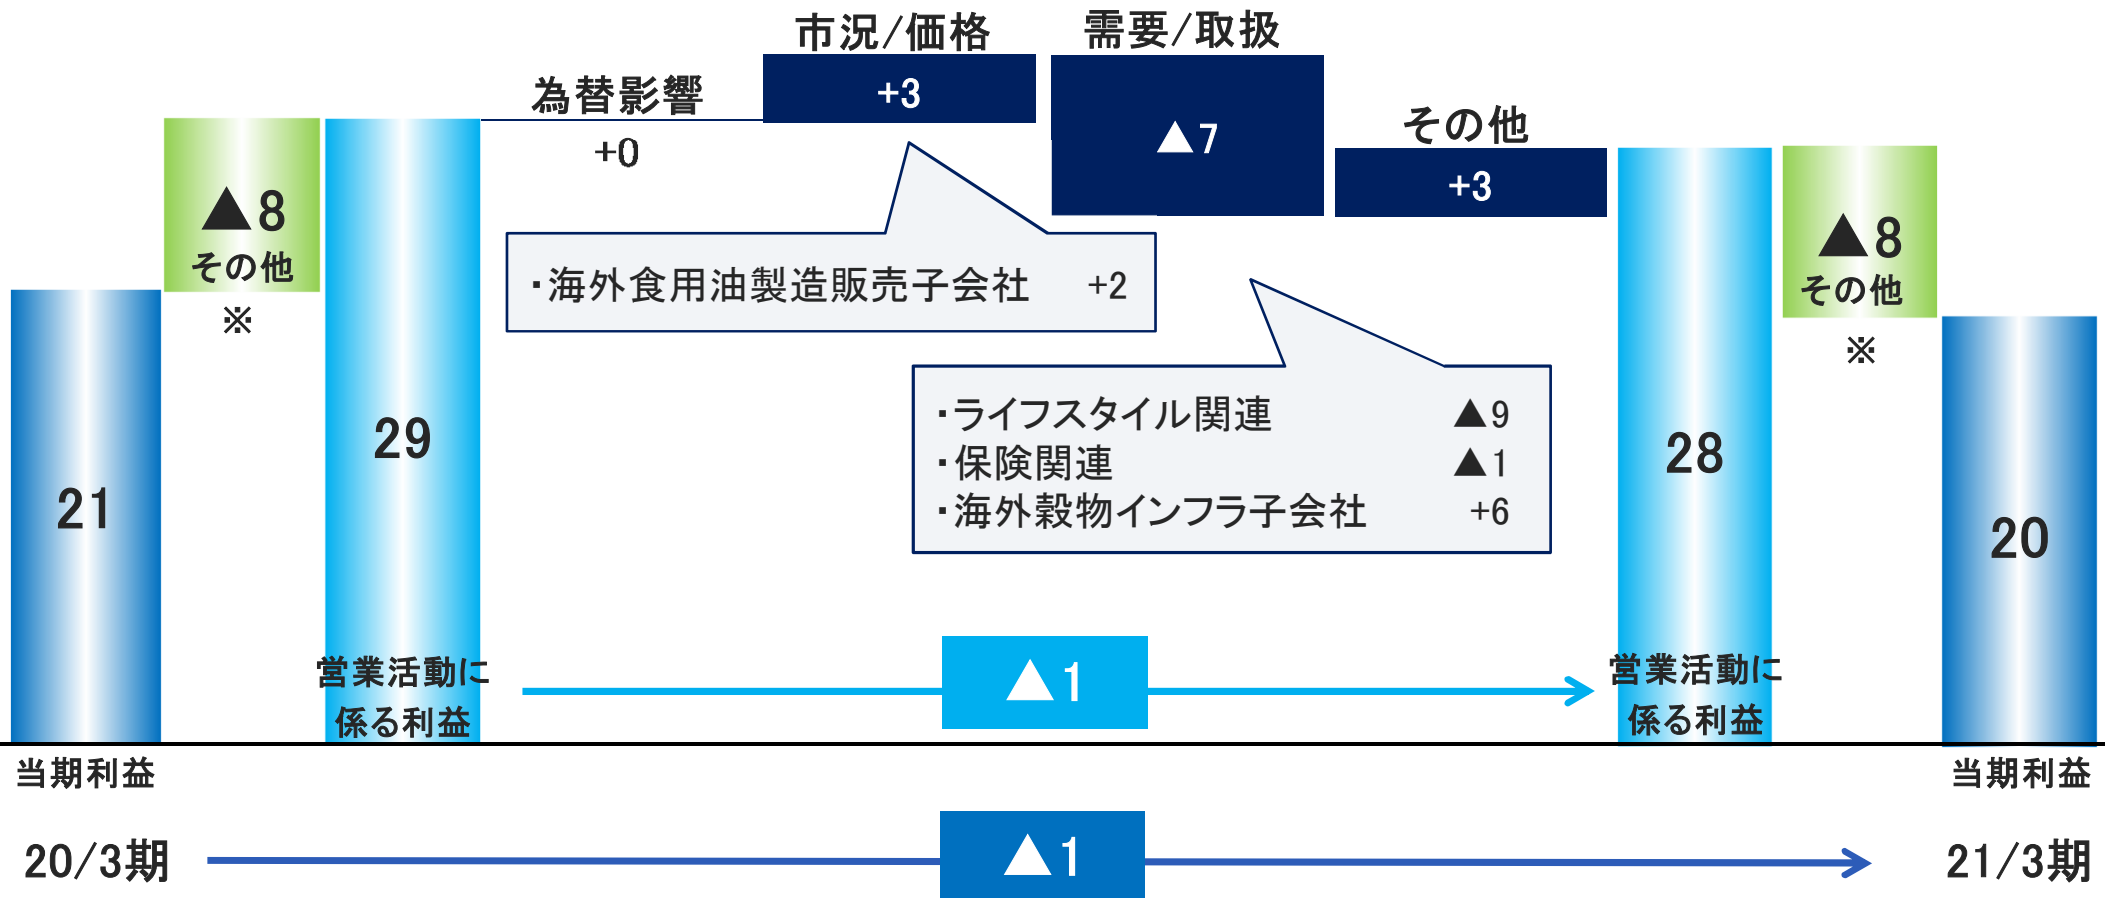 市況/価格
需要/取扱
為替影響
+3
+0
▲7
その他
+3
▲8
その他
※
▲8
その他
※
・海外食用油製造販売子会社 +2
・ライフスタイル関連 ▲9
・保険関連 ▲1
・海外穀物インフラ子会社 +6
21
29
28
20
営業活動に
係る利益
▲1
営業活動に
係る利益
当期利益
当期利益
20/3期
▲1
21/3期